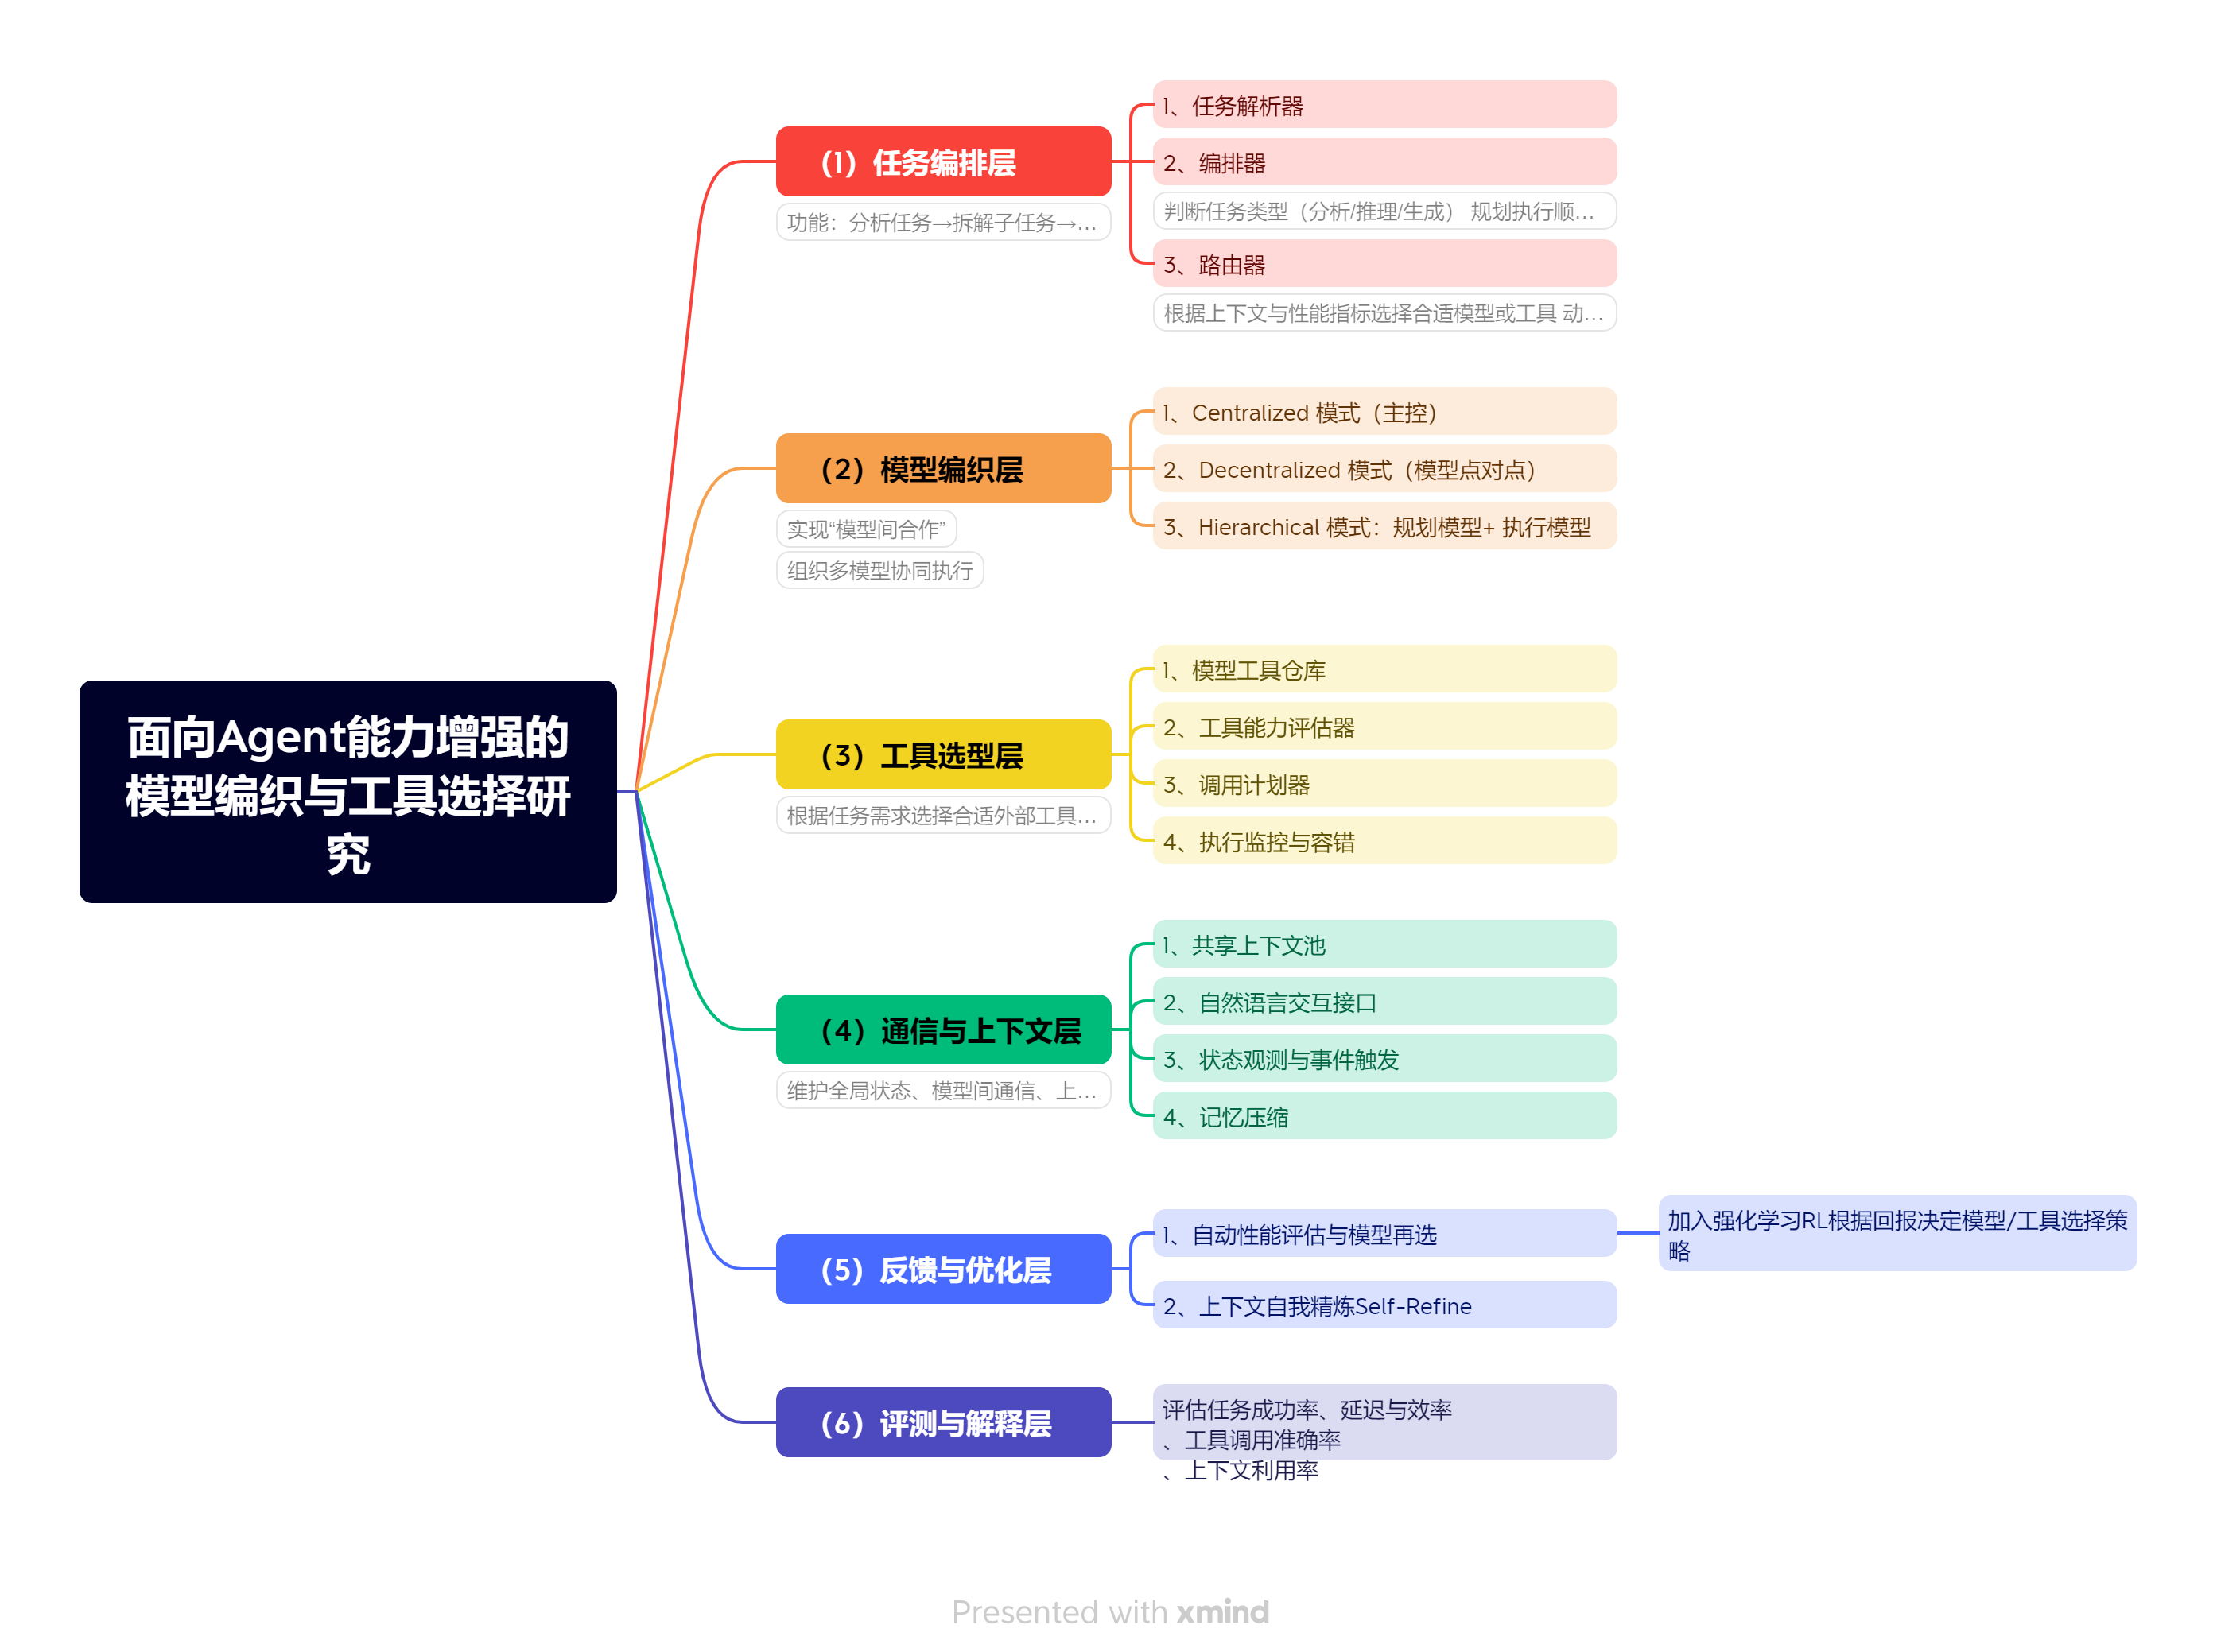 面向Agent能力增强的
模型编织与工具选择研
究
（1）任务编排层
功能：分析任务→拆解子任务→...
1、任务解析器
2、编排器
判断任务类型（分析/推理/生成） 规划执行顺...
3、路由器
根据上下文与性能指标选择合适模型或工具 动...
（2）模型编织层
实现“模型间合作”
组织多模型协同执行
1、Centralized 模式（主控）
2、Decentralized 模式（模型点对点）
3、Hierarchical 模式：规划模型+ 执行模型
（3）工具选型层
根据任务需求选择合适外部工具...
1、模型工具仓库
2、工具能力评估器
3、调用计划器
4、执行监控与容错
（4）通信与上下文层
维护全局状态、模型间通信、上...
1、共享上下文池
2、自然语言交互接口
3、状态观测与事件触发
4、记忆压缩
（5）反馈与优化层
1、自动性能评估与模型再选
加入强化学习RL根据回报决定模型/工具选择策
略
2、上下文自我精炼Self-Refine
（6）评测与解释层
评估任务成功率、延迟与效率
、工具调用准确率
、上下文利用率
Presented with xmind